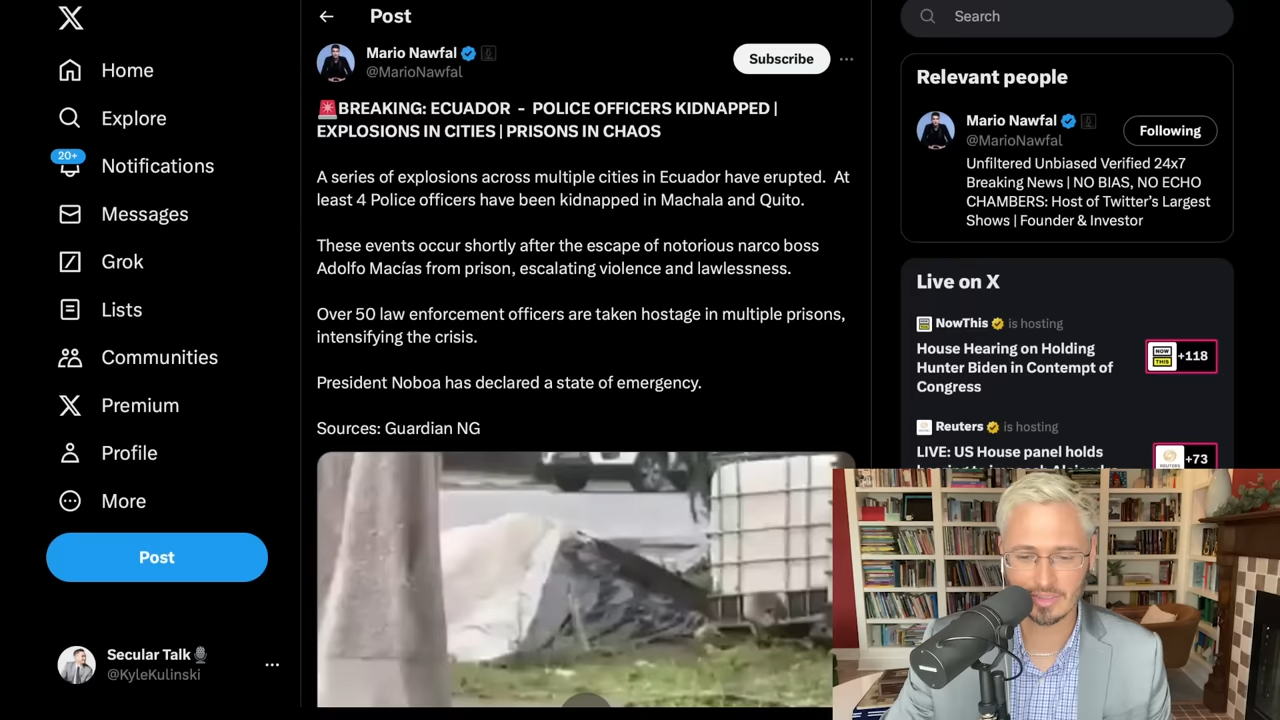 Home
Explore
20+
Notifications
Messages
Grok
Lists
Communities
Premium
Profile
More
Post
Secular Talk
@KyleKulinski
Post
Mario Nawfal
@MarioNawfal
Subscribe
BREAKING: ECUADOR - POLICE OFFICERS KIDNAPPED |
EXPLOSIONS IN CITIES | PRISONS IN CHAOS
A series of explosions across multiple cities in Ecuador have erupted. At
least 4 Police officers have been kidnapped in Machala and Quito.
These events occur shortly after the escape of notorious narco boss
Adolfo Macías from prison, escalating violence and lawlessness.
Over 50 law enforcement officers are taken hostage in multiple prisons,
intensifying the crisis.
President Noboa has declared a state of emergency.
Sources: Guardian NG
Search
Relevant people
Mario Nawfal
@MarioNawfal
Following
Unfiltered Unbiased Verified 24x7
Breaking News | NO BIAS, NO ECHO
CHAMBERS: Host of Twitter's Largest
Shows | Founder & Investor
Live on X
NowThis is hosting
House Hearing on Holding
Hunter Biden in Contempt of
Congress
NOW
THIS
+118
Reuters is hosting
LIVE: US House panel holds
+73